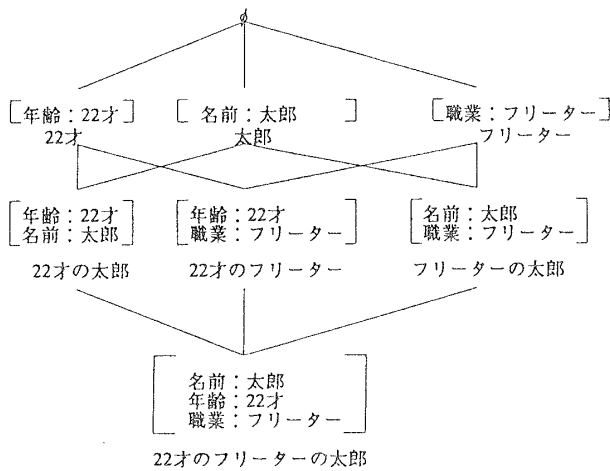 φ
[年齢：22才]
22才
[名前：太郎]
太郎
[職業：フリーター]
フリーター
[年齢：22才
名前：太郎]
22才の太郎
[年齢：22才
職業：フリーター]
22才のフリーター
[名前：太郎
職業：フリーター]
フリーターの太郎
[名前：太郎
年齢：22才
職業：フリーター]
22才のフリーターの太郎